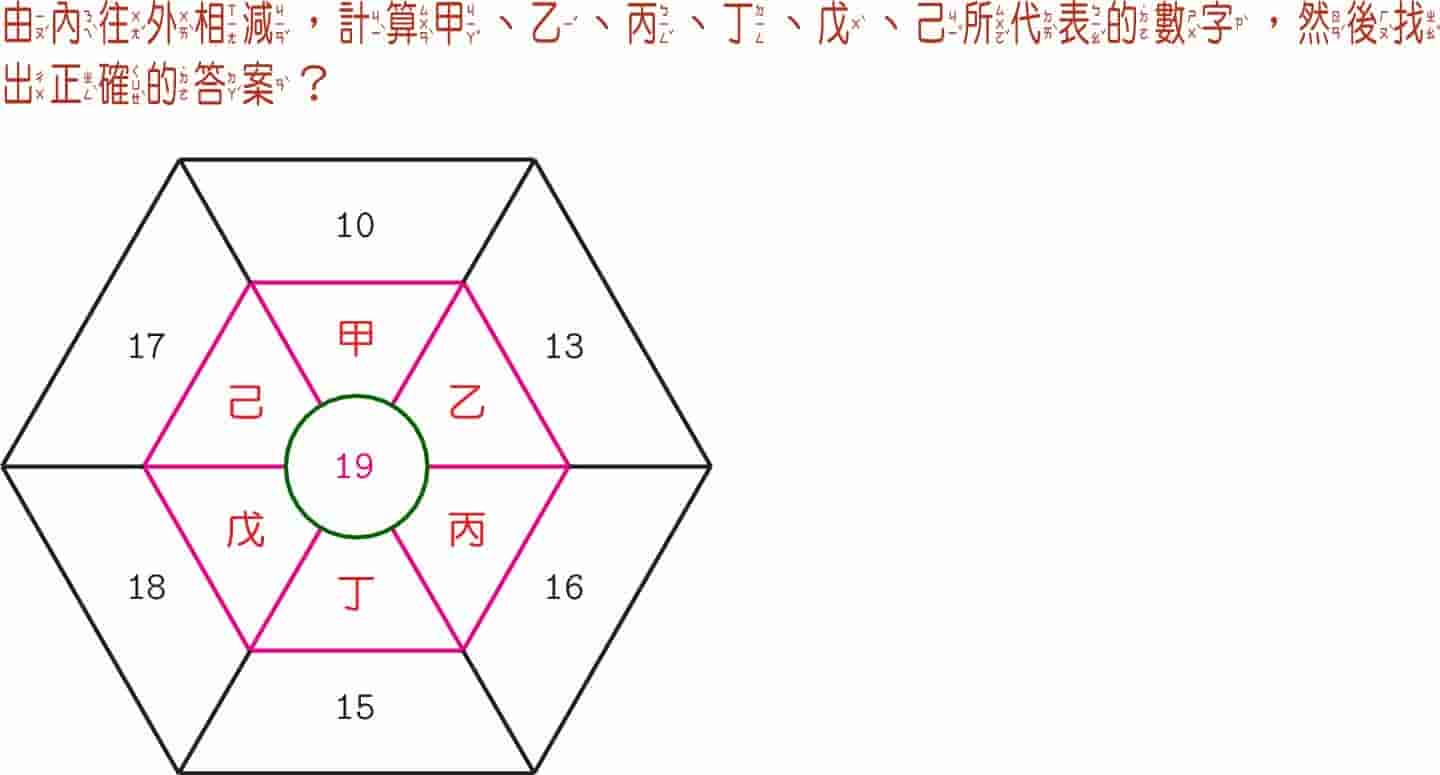 由內往外相減，計算甲、乙、丙、丁、戊、己所代表的數字，然後找
出正確的答案？
10
17
13
甲
己
乙
19
戊
丙
丁
18
16
15